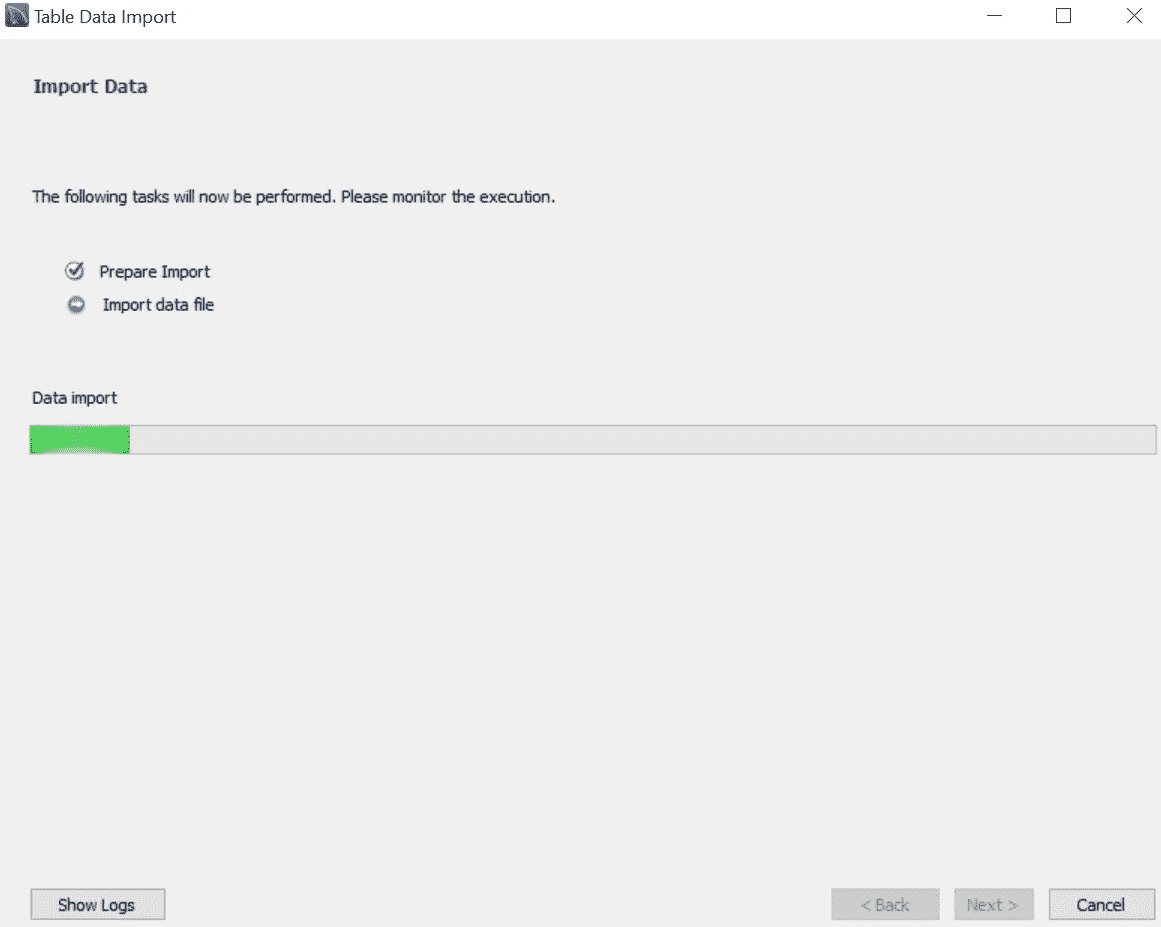 Table Data Import
Import Data
The following tasks will now be performed. Please monitor the execution.
Prepare Import
Import data file
Data import
Show Logs
< Back
Next >
Cancel